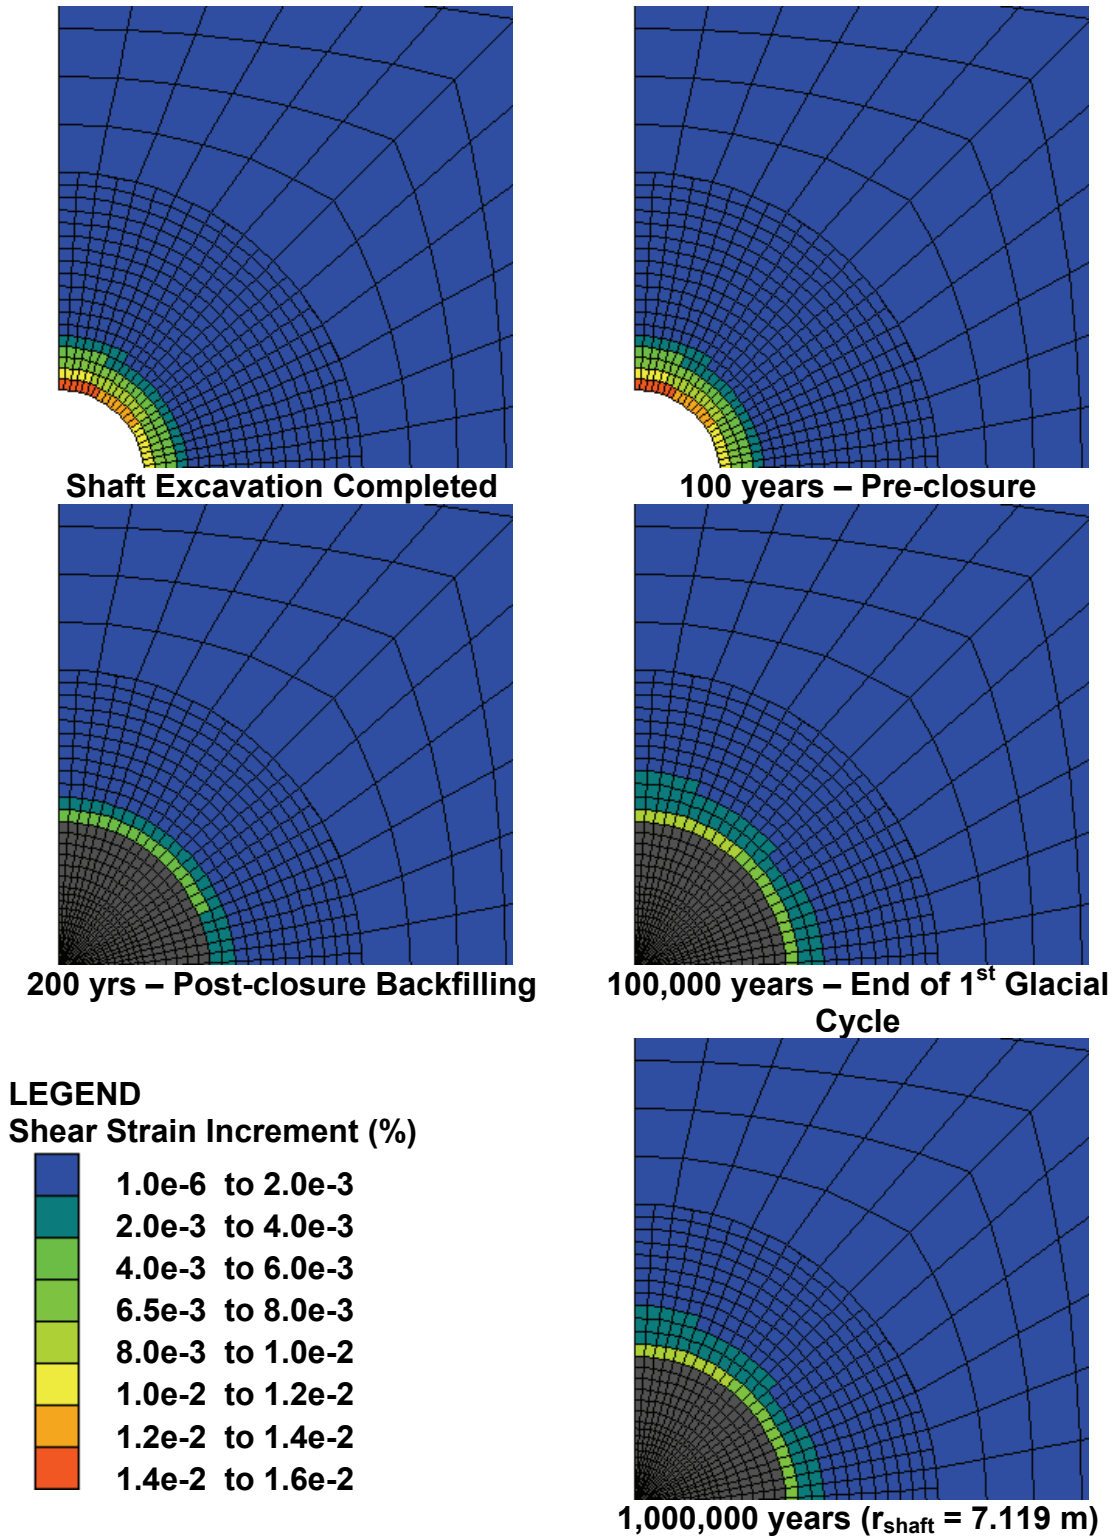 Shaft Excavation Completed
100 years – Pre-closure
200 yrs – Post-closure Backfilling
100,000 years – End of 1st Glacial
Cycle
LEGEND
Shear Strain Increment (%)
1.0e-6 to 2.0e-3
2.0e-3 to 4.0e-3
4.0e-3 to 6.0e-3
6.5e-3 to 8.0e-3
8.0e-3 to 1.0e-2
1.0e-2 to 1.2e-2
1.2e-2 to 1.4e-2
1.4e-2 to 1.6e-2
1,000,000 years (rshaft = 7.119 m)